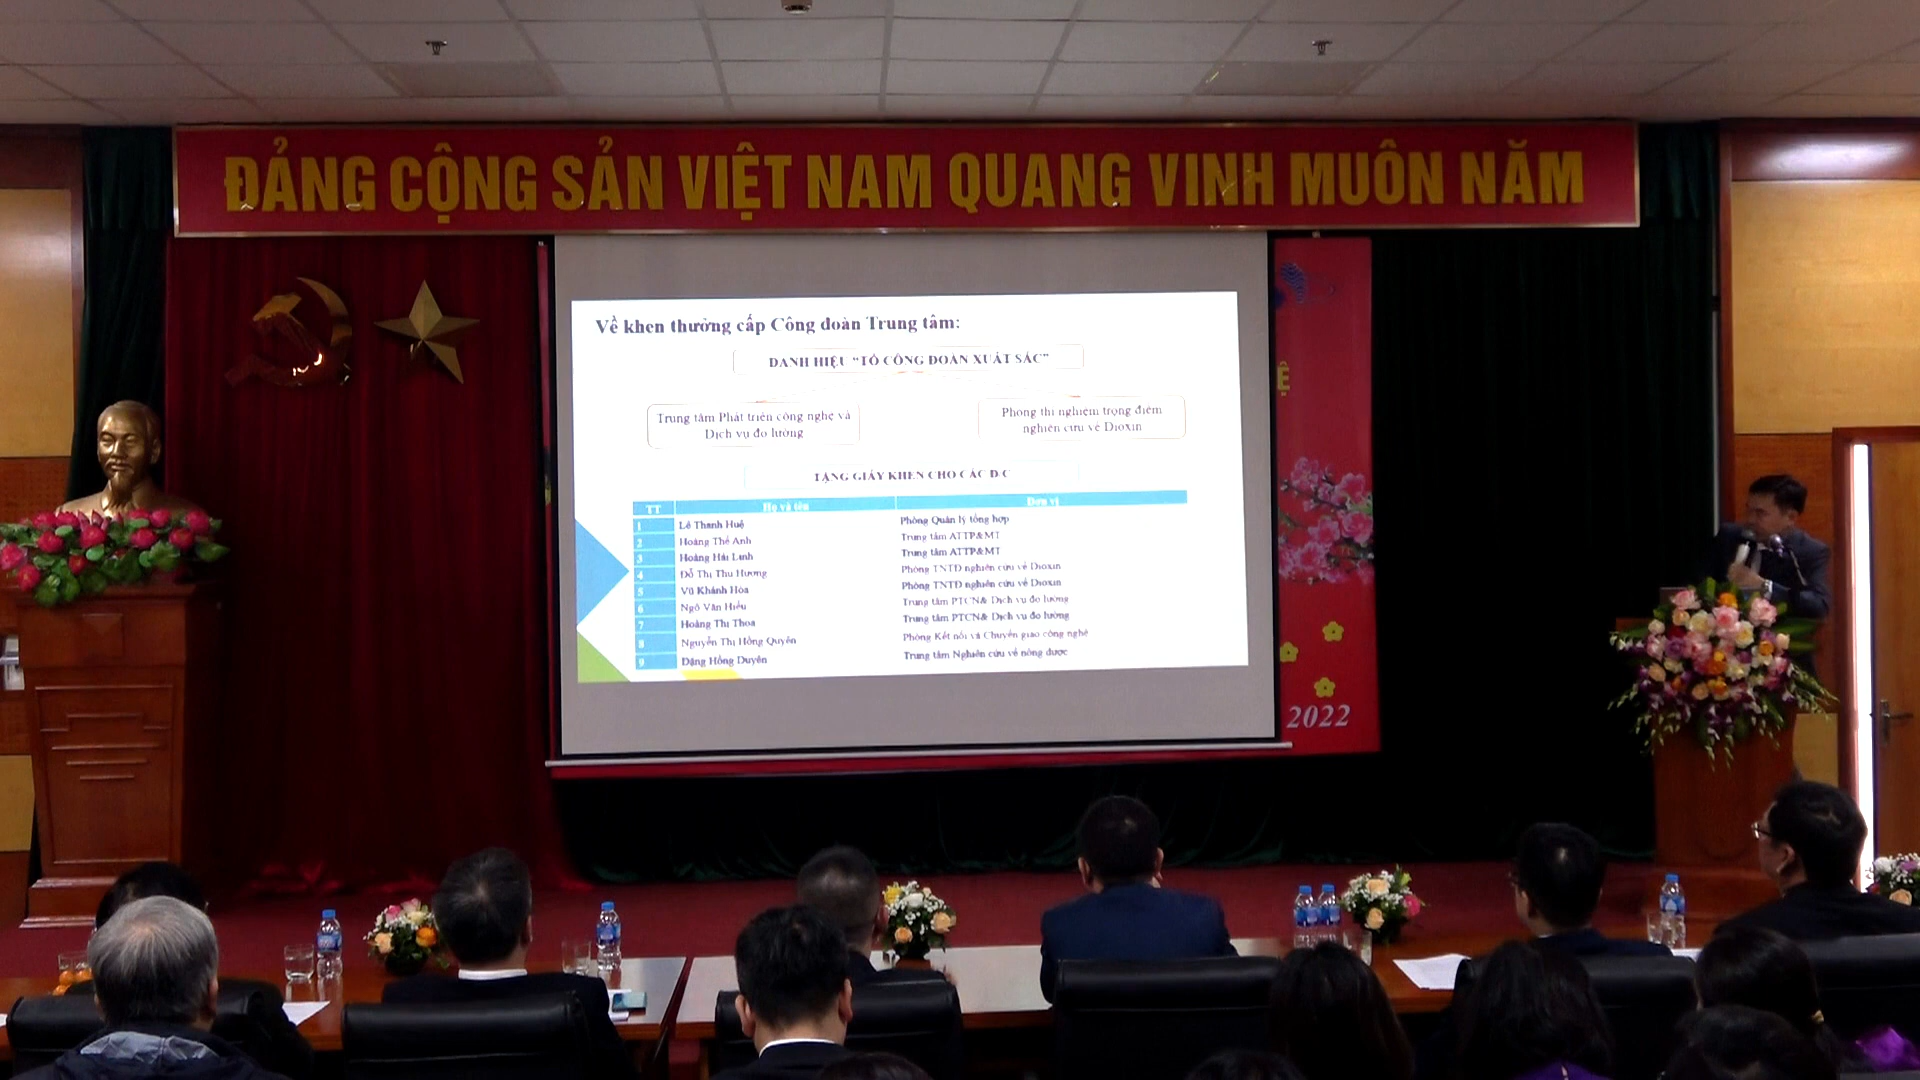 ĐẢNG CỘNG SẢN VIỆT NAM QUANG VINH MUÔN NĂM
Về khen thưởng cấp Công đoàn Trung tâm:
DANH HIỆU “TỔ CÔNG ĐOÀN XUẤT SẮC”
Trung tâm Phát triển công nghệ và
Dịch vụ đo lường
Phòng thí nghiệm trọng điểm
nghiên cứu về Dioxin
TẶNG GIẤY KHEN CHO CÁC Đ/C
TT Họ và tên Đơn vị
1 Lê Thanh Huệ Phòng Quản lý tổng hợp
2 Hoàng Thế Anh Trung tâm ATTP&MT
3 Hoàng Hải Linh Trung tâm ATTP&MT
4 Đỗ Thị Thu Hương Phòng TNTĐ nghiên cứu về Dioxin
5 Vũ Khánh Hòa Phòng TNTĐ nghiên cứu về Dioxin
6 Ngô Văn Hiếu Trung tâm PTCN& Dịch vụ đo lường
7 Hoàng Thị Thoa Trung tâm PTCN& Dịch vụ đo lường
8 Nguyễn Thị Hồng Quyên Phòng Kết nối và Chuyển giao công nghệ
9 Đặng Hồng Duyên Trung tâm Nghiên cứu về nông dược
Ệ
2022